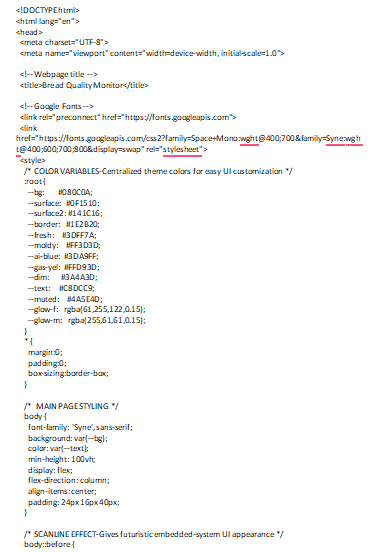 <!DOCTYPE html>
<html lang="en">
<head>
<meta charset="UTF-8">
<meta name="viewport" content="width=device-width, initial-scale=1.0">
<!-- Webpage title -->
<title>Bread Quality Monitor</title>
<!-- Google Fonts -->
<link rel="preconnect" href="https://fonts.googleapis.com">
<link
href="https://fonts.googleapis.com/css2?family=Space+Mono:wght@400;700&family=Syne:wgh
t@400;600;700;800&display=swap" rel="stylesheet">
<style>
/* COLOR VARIABLES-Centralized theme colors for easy UI customization */
:root {
--bg: #080C0A;
--surface: #0F1510;
--surface2: #141C16;
--border: #1E2B20;
--fresh: #3DFF7A;
--moldy: #FF3D3D;
--ai-blue: #3DA9FF;
--gas-yel: #FFD93D;
--dim: #3A4A3D;
--text: #C8DCC9;
--muted: #4A5E4D;
--glow-f: rgba(61,255,122,0.15);
--glow-m: rgba(255,61,61,0.15);
}
* {
margin:0;
padding:0;
box-sizing:border-box;
}
/* MAIN PAGE STYLING */
body {
font-family: 'Syne', sans-serif;
background: var(--bg);
color: var(--text);
min-height: 100vh;
display: flex;
flex-direction: column;
align-items: center;
padding: 24px 16px 40px;
}
/* SCANLINE EFFECT-Gives futuristic embedded-system UI appearance */
body::before {